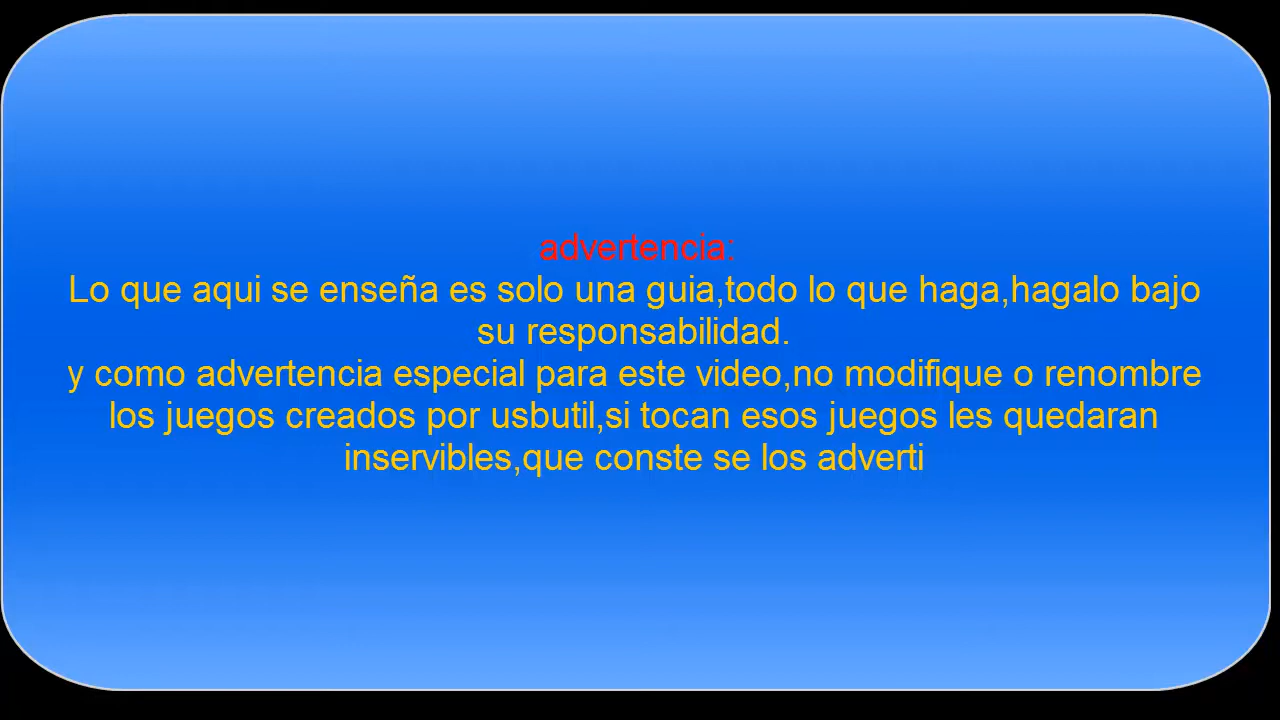 advertencia:
Lo que aqui se enseña es solo una guia,todo lo que haga,hagalo bajo
su responsabilidad.
y como advertencia especial para este video,no modifique o renombre
los juegos creados por usbutil,si tocan esos juegos les quedaran
inservibles,que conste se los adverti